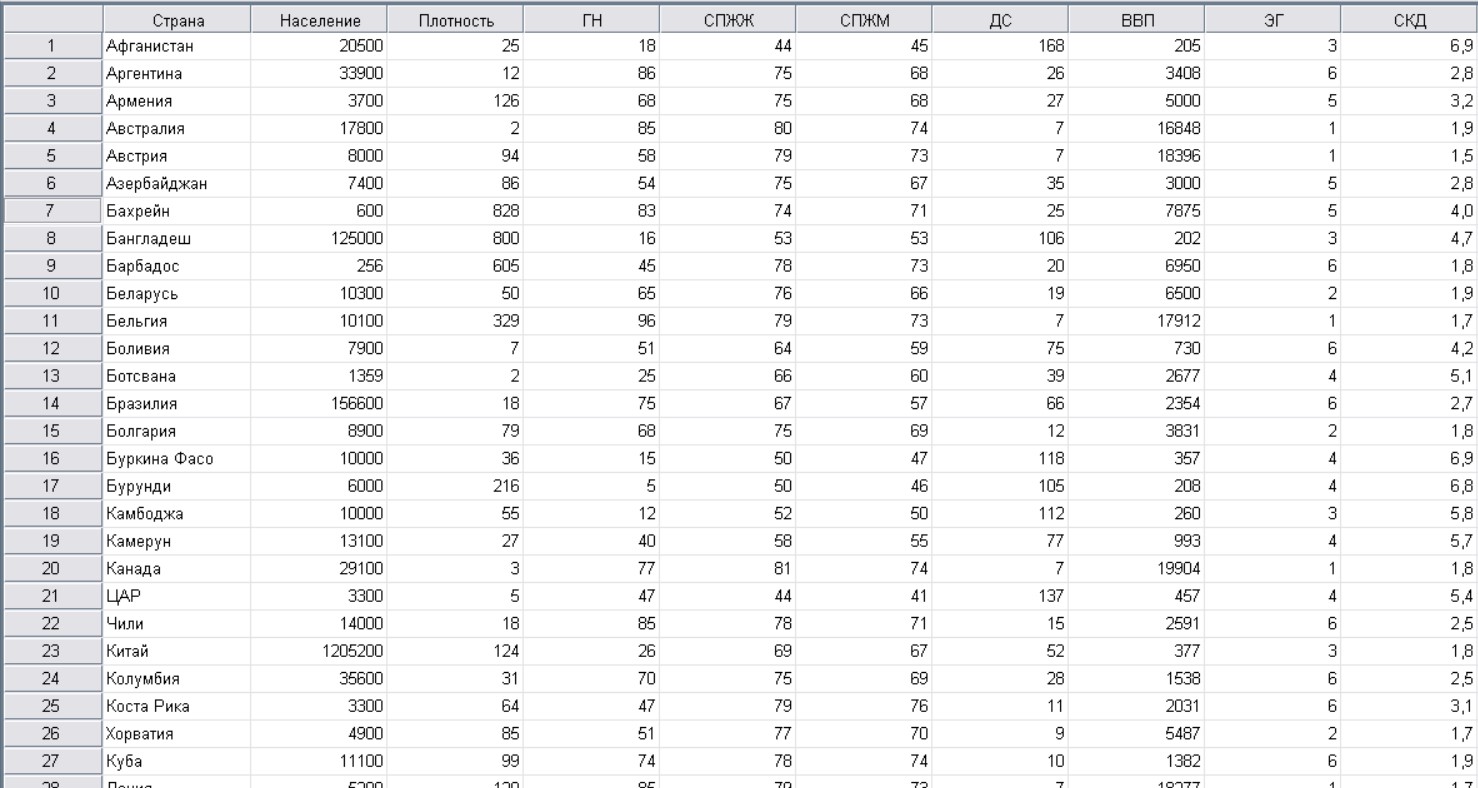 Страна Население Плотность ГН СПЖЖ СПЖМ ДС ВВП ЭГ СКД
1 Афганистан 20500 25 18 44 45 168 205 3 6,9
2 Аргентина 33900 12 86 75 68 26 3408 6 2,8
3 Армения 3700 126 68 75 68 27 5000 5 3,2
4 Австралия 17800 2 85 80 74 7 16848 1 1,9
5 Австрия 8000 94 58 79 73 7 18396 1 1,5
6 Азербайджан 7400 86 54 75 67 35 3000 5 2,8
7 Бахрейн 600 828 83 74 71 25 7875 5 4,0
8 Бангладеш 125000 800 16 53 53 106 202 3 4,7
9 Барбадос 256 605 45 78 73 20 6950 6 1,8
10 Беларусь 10300 50 65 76 66 19 6500 2 1,9
11 Бельгия 10100 329 96 79 73 7 17912 1 1,7
12 Боливия 7900 7 51 64 59 75 730 6 4,2
13 Ботсвана 1359 2 25 66 60 39 2677 4 5,1
14 Бразилия 156600 18 75 67 57 66 2354 6 2,7
15 Болгария 8900 79 68 75 69 12 3831 2 1,8
16 Буркина Фасо 10000 36 15 50 47 118 357 4 6,9
17 Бурунди 6000 216 5 50 46 105 208 4 6,8
18 Камбоджа 10000 55 12 52 50 112 260 3 5,8
19 Камерун 13100 27 40 58 55 77 993 4 5,7
20 Канада 29100 3 77 81 74 7 19904 1 1,8
21 ЦАР 3300 5 47 44 41 137 457 4 5,4
22 Чили 14000 18 85 78 71 15 2591 6 2,5
23 Китай 1205200 124 26 69 67 52 377 3 1,8
24 Колумбия 35600 31 70 75 69 28 1538 6 2,5
25 Коста Рика 3300 64 47 79 76 11 2031 6 3,1
26 Хорватия 4900 85 51 77 70 9 5487 2 1,7
27 Куба 11100 99 74 78 74 10 1382 6 1,9